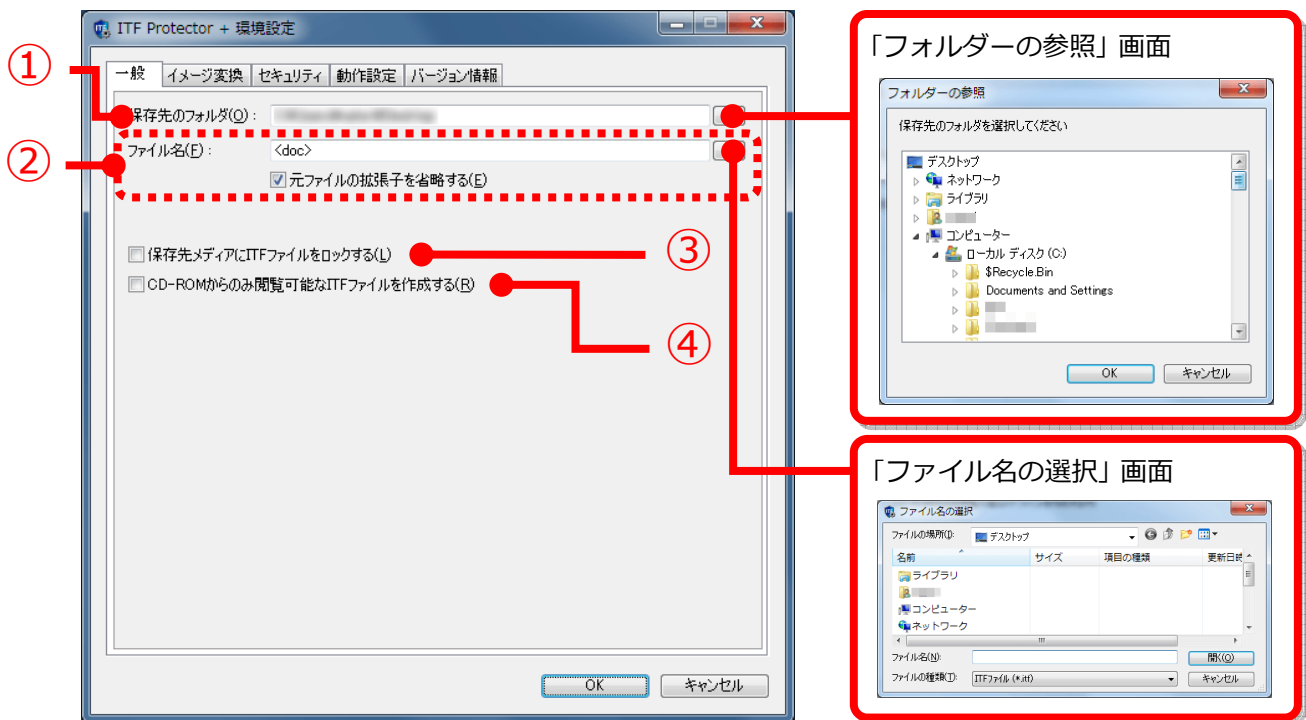 ITF Protector + 環境設定
一般 イメージ変換 セキュリティ 動作設定 バージョン情報
① 保存先のフォルダ(O) :
② ファイル名(F) : <doc>
元ファイルの拡張子を省略する(E)
保存先メディアにITFファイルをロックする(L) ③
CD-ROMからのみ閲覧可能なITFファイルを作成する(R)
④
OK キャンセル
「フォルダーの参照」画面
フォルダーの参照
保存先のフォルダを選択してください
デスクトップ
ネットワーク
ライブラリ
コンピューター
ローカル ディスク (C:)
$Recycle.Bin
Documents and Settings
OK キャンセル
「ファイル名の選択」画面
ファイル名の選択
ファイルの場所(I): デスクトップ
名前 サイズ 項目の種類 更新日時
ライブラリ
コンピューター
ネットワーク
ファイル名(N): 開く(O)
ファイルの種類(T): ITFファイル (*.itf) キャンセル